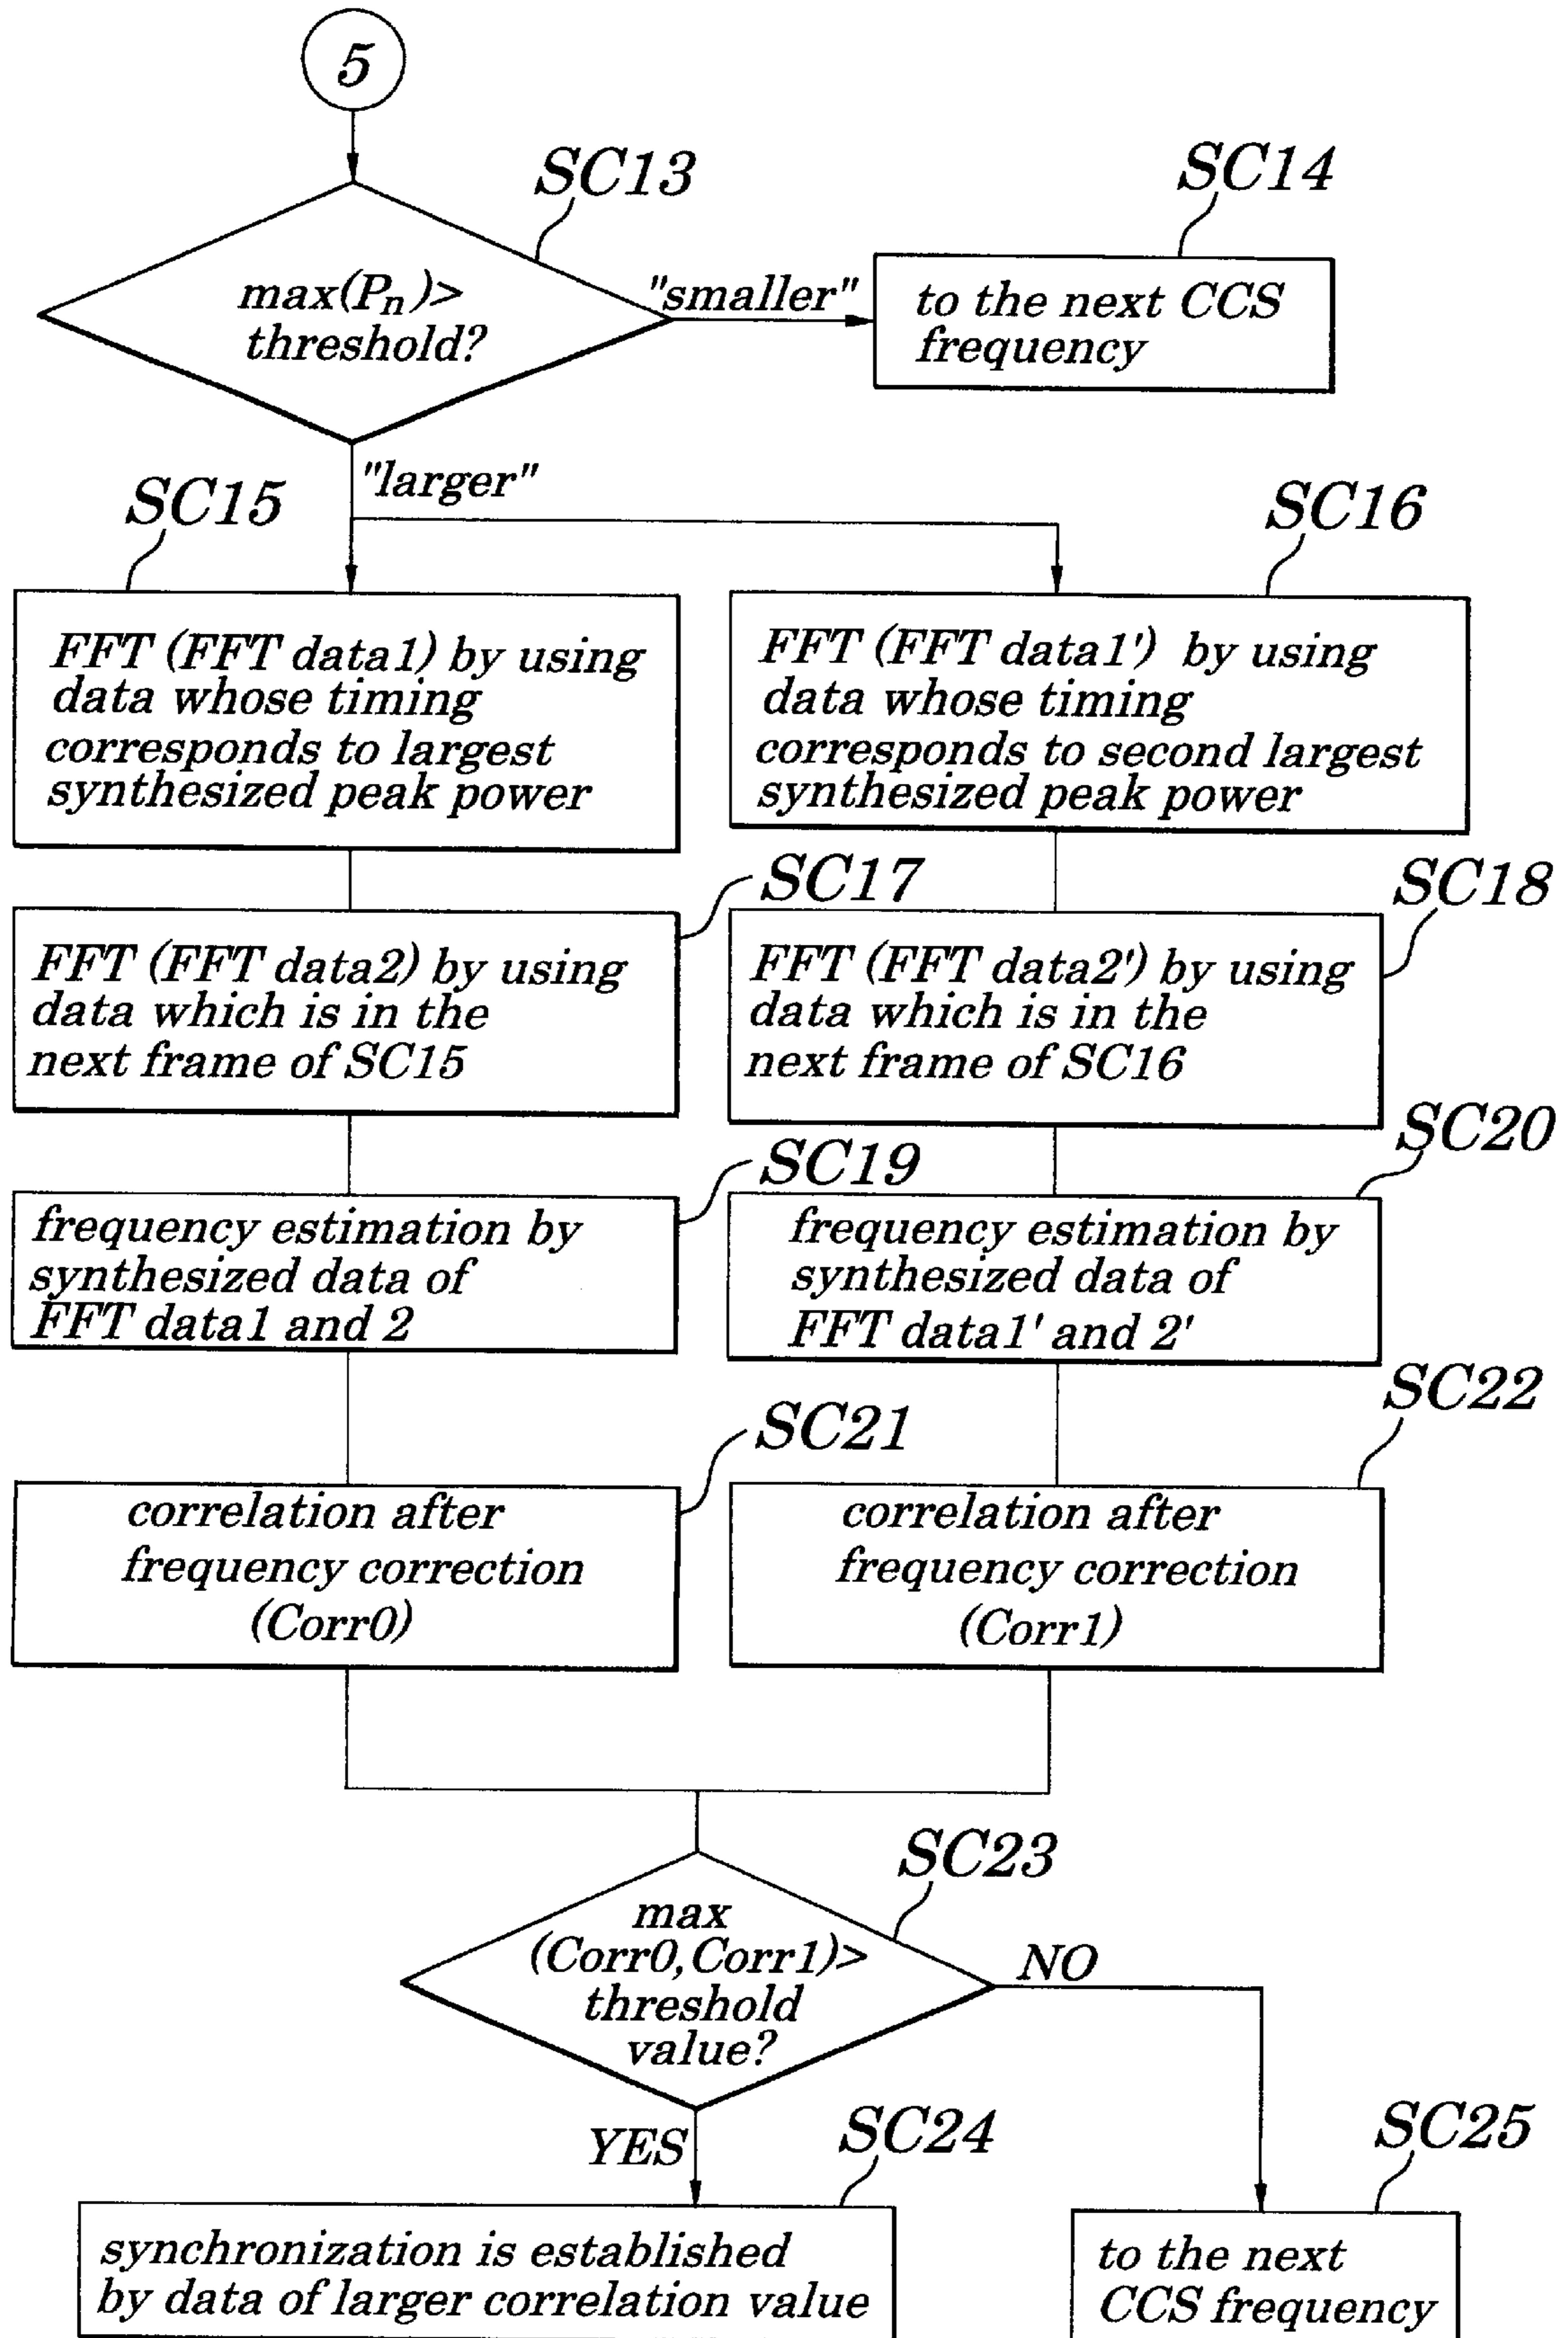 5
SC13
max(Pn)>
threshold?
"smaller"
SC14
to the next CCS
frequency
"larger"
SC15
FFT (FFT data1) by using
data whose timing
corresponds to largest
synthesized peak power
SC16
FFT (FFT data1') by using
data whose timing
corresponds to second largest
synthesized peak power
SC17
FFT (FFT data2) by using
data which is in the
next frame of SC15
SC18
FFT (FFT data2') by using
data which is in the
next frame of SC16
SC19
frequency estimation by
synthesized data of
FFT data1 and 2
SC20
frequency estimation by
synthesized data of
FFT data1' and 2'
SC21
correlation after
frequency correction
(Corr0)
SC22
correlation after
frequency correction
(Corr1)
SC23
max
(Corr0,Corr1)>
threshold
value?
NO
YES
SC24
synchronization is established
by data of larger correlation value
SC25
to the next
CCS frequency